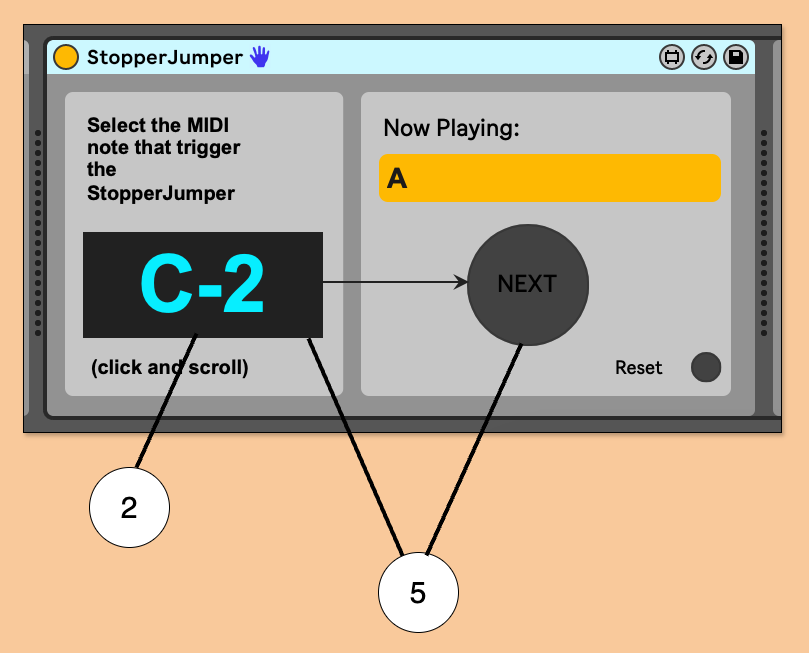 StopperJumper
Select the MIDI
note that trigger
the
StopperJumper
C-2
(click and scroll)
Now Playing:
A
NEXT
Reset
2
5